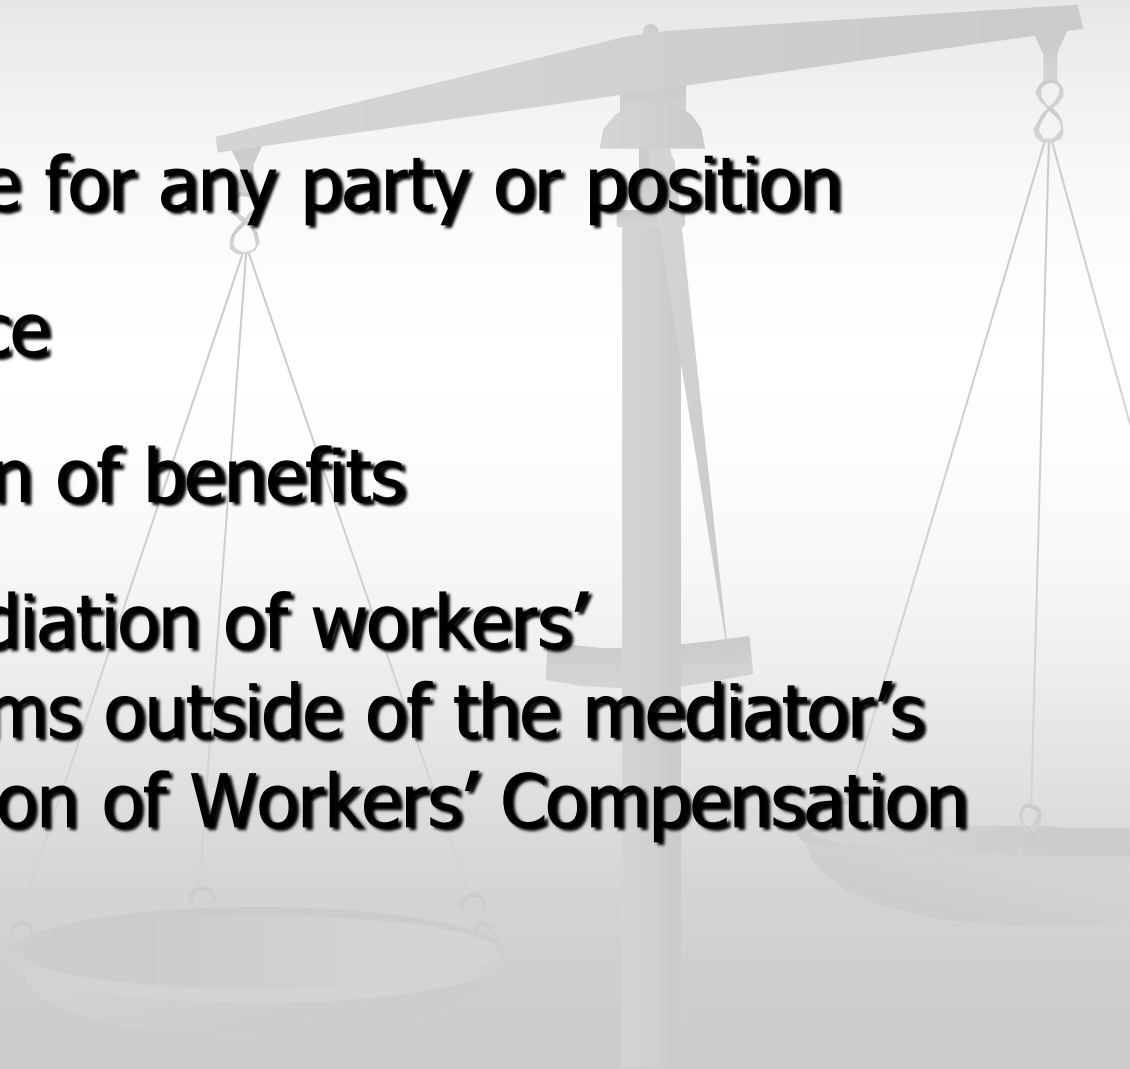 e for any party or position
ce
n of benefits
diation of workers’
ms outside of the mediator’s
on of Workers’ Compensation